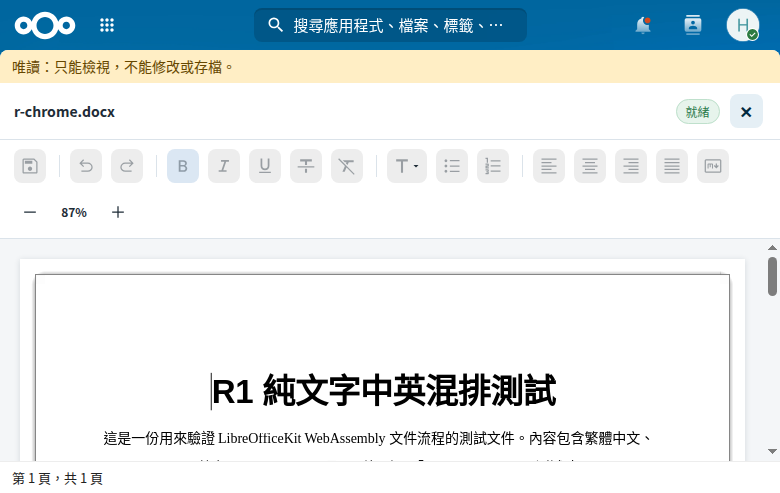 搜尋應用程式、檔案、標籤、…
H
唯讀：只能檢視，不能修改或存檔。
r-chrome.docx
就緒
87%
R1 純文字中英混排測試
這是一份用來驗證 LibreOfficeKit WebAssembly 文件流程的測試文件。內容包含繁體中文、
第 1 頁，共 1 頁